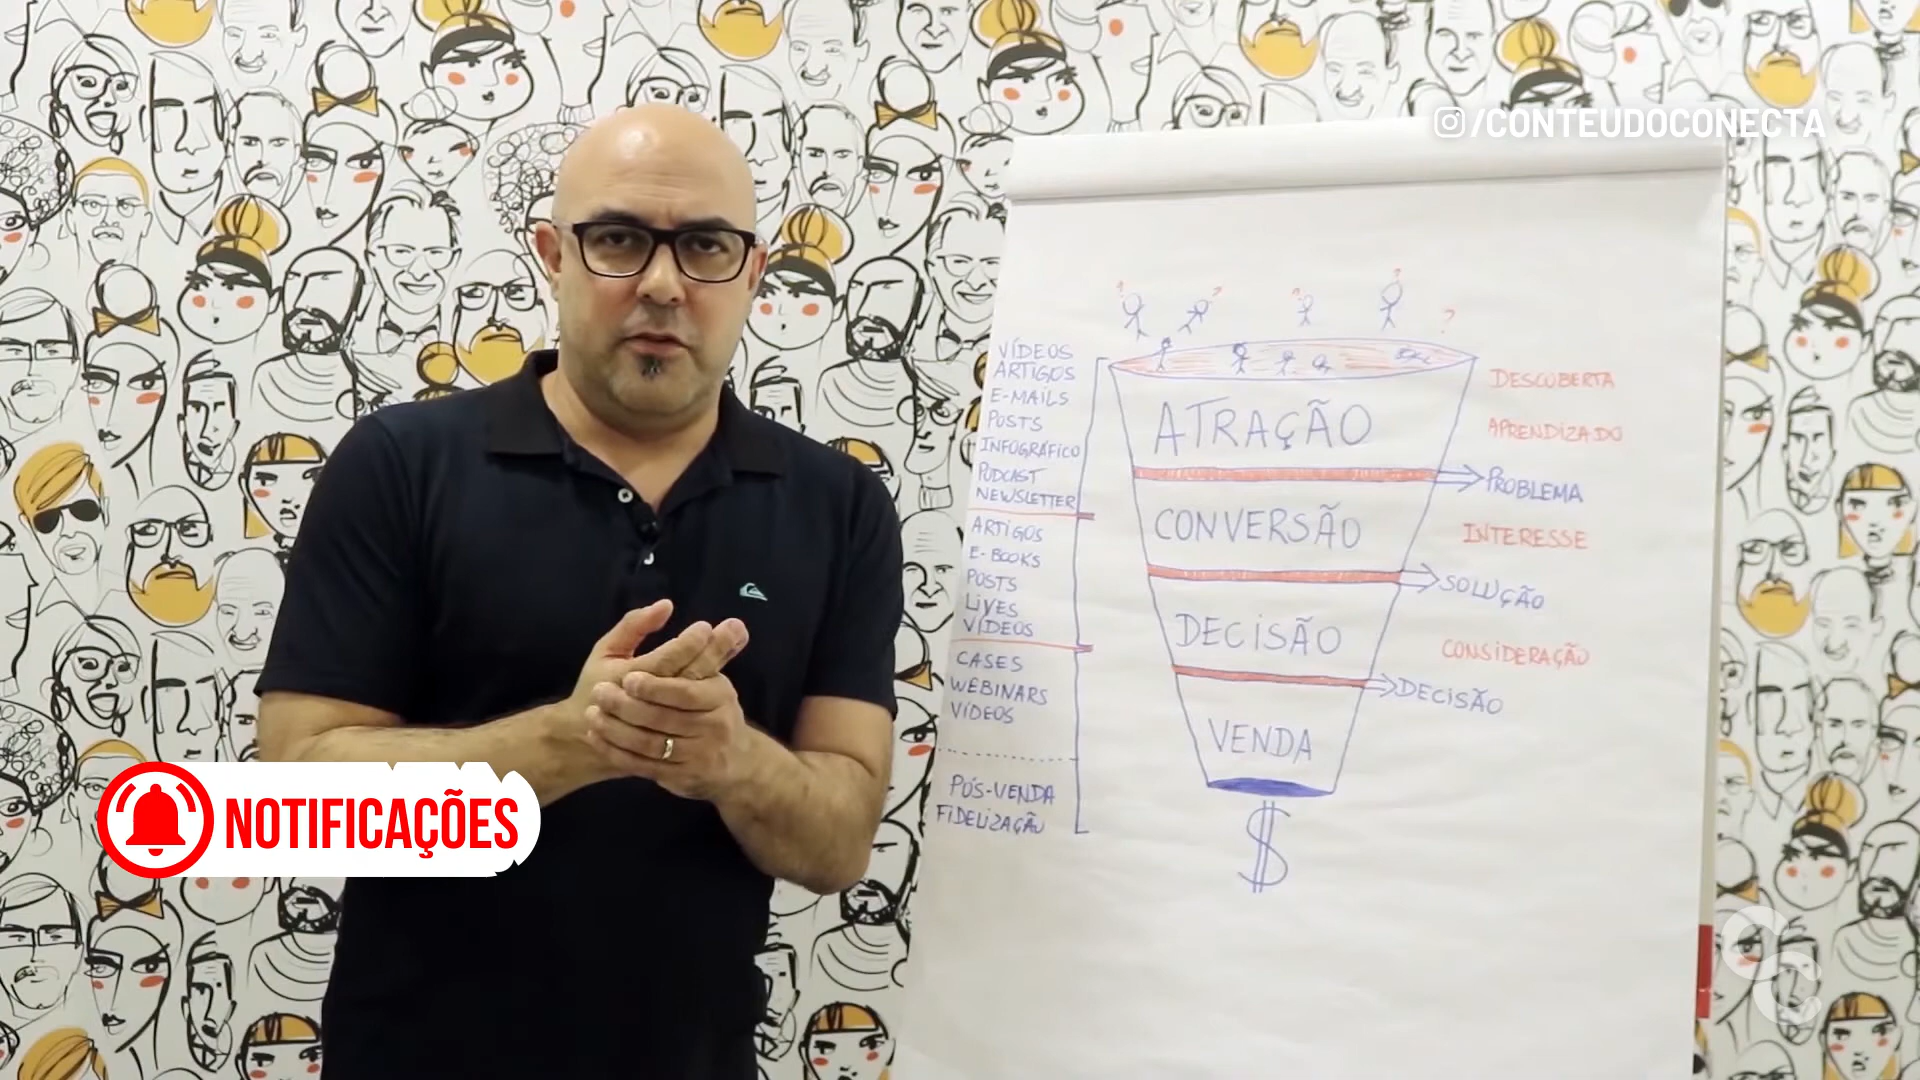 /CONTEUDOCONECTA
VÍDEOS
ARTIGOS
E-MAILS
POSTS
INFOGRÁFICO
PODCAST
NEWSLETTER
ARTIGOS
E-BOOKS
POSTS
LIVES
VÍDEOS
CASES
WEBINARS
VÍDEOS
PÓS-VENDA
FIDELIZAÇÃO
? ? ? ? ?
ATRAÇÃO
CONVERSÃO
DECISÃO
VENDA
$
DESCOBERTA
APRENDIZADO
PROBLEMA
INTERESSE
SOLUÇÃO
CONSIDERAÇÃO
DECISÃO
NOTIFICAÇÕES
CC